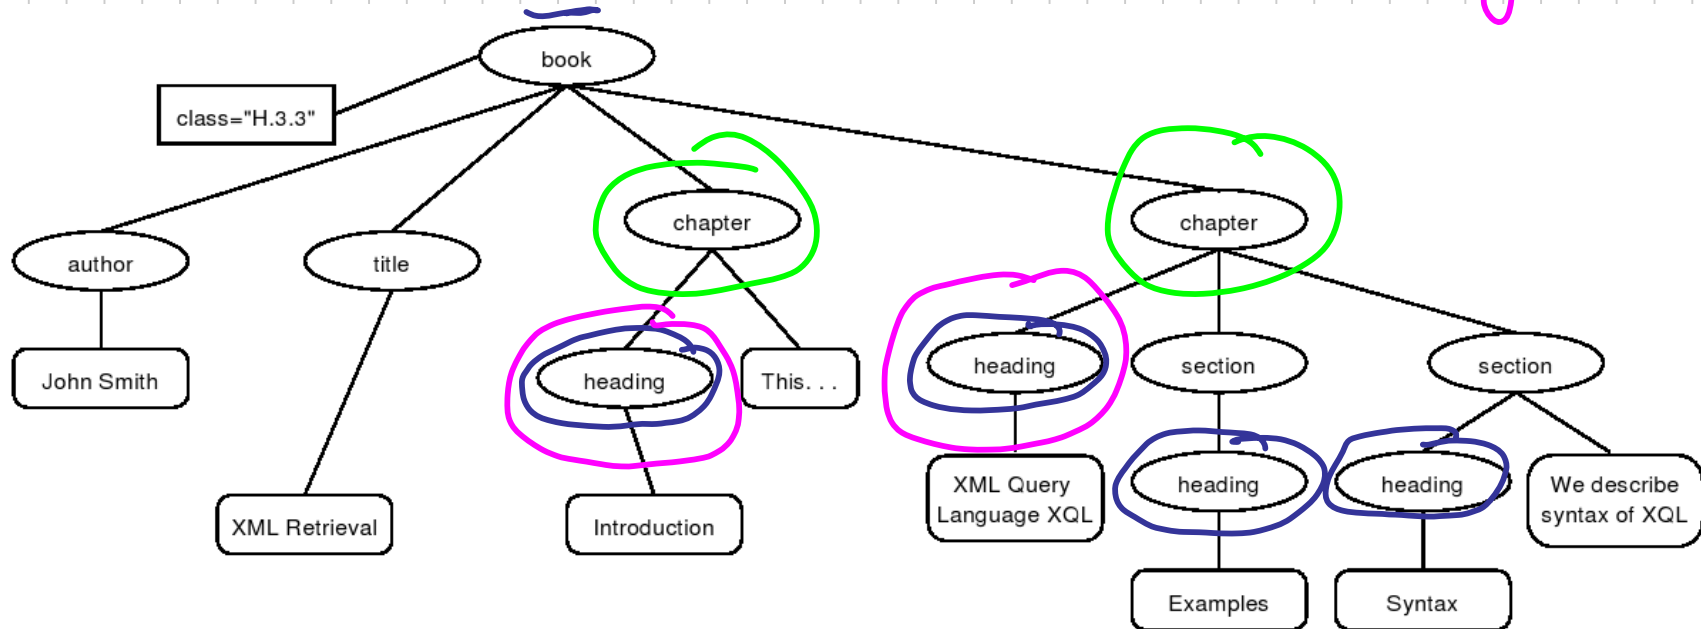 book
class="H.3.3"
chapter
chapter
author
title
heading
section
section
John Smith
heading
This. . .
XML Query
Language XQL
heading
heading
We describe
syntax of XQL
XML Retrieval
Introduction
Examples
Syntax